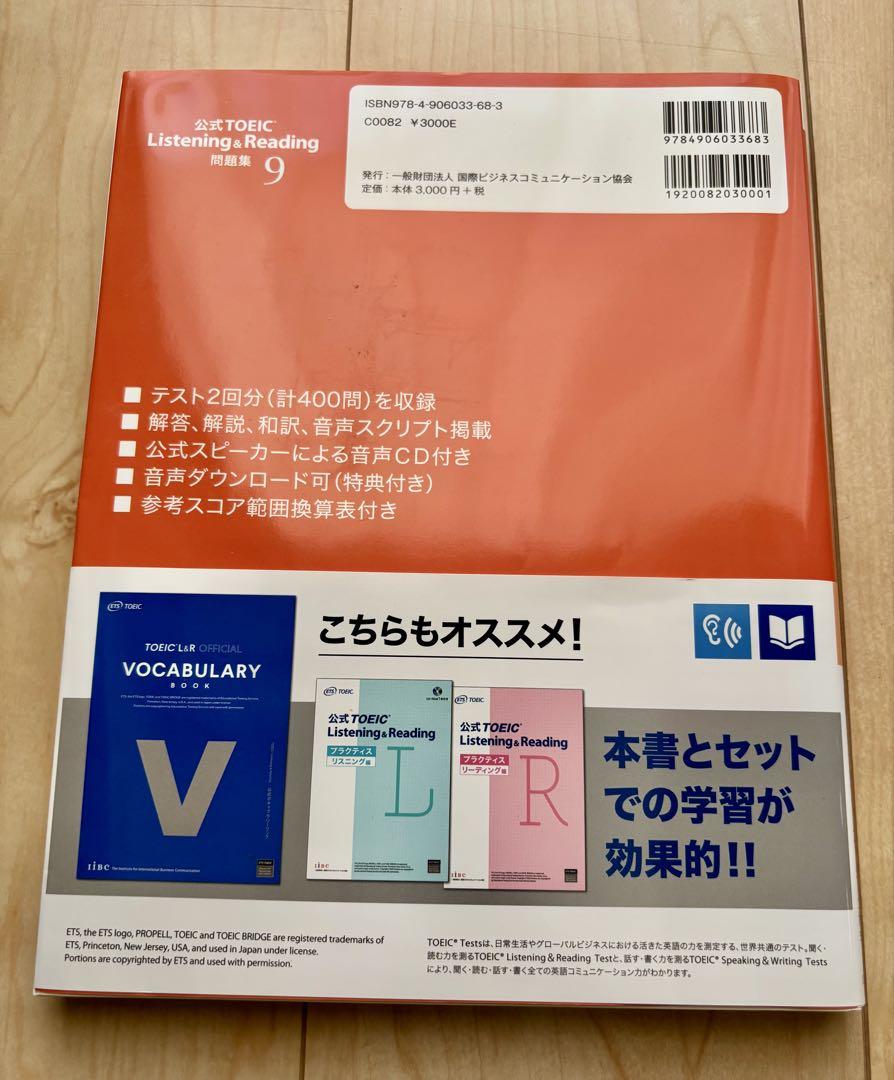 公式 TOEIC®
Listening & Reading
問題集 9
ISBN978-4-906033-68-3
C0082 ¥3000E
発行:一般財団法人 国際ビジネスコミュニケーション協会
定価:本体 3,000 円+税
9784906033683
1920082030001
■ テスト2回分(計400問)を収録
■ 解答、解説、和訳、音声スクリプト掲載
■ 公式スピーカーによる音声CD付き
■ 音声ダウンロード可(特典付き)
■ 参考スコア範囲換算表付き
こちらもオススメ!
ETS TOEIC
TOEIC® L&R OFFICIAL
VOCABULARY
BOOK
V
IIBC The Institute for International Business Communication
ETS TOEIC
公式 TOEIC®
Listening & Reading
プラクティス
リスニング編
L
IIBC
ETS TOEIC
公式 TOEIC®
Listening & Reading
プラクティス
リーディング編
R
IIBC
本書とセット
での学習が
効果的!!
ETS, the ETS logo, PROPELL, TOEIC and TOEIC BRIDGE are registered trademarks of
ETS, Princeton, New Jersey, USA, and used in Japan under license.
Portions are copyrighted by ETS and used with permission.
TOEIC® Testsは、日常生活やグローバルビジネスにおける活きた英語の力を測定する、世界共通のテスト。聞く・
読む力を測るTOEIC® Listening & Reading Testと、話す・書く力を測るTOEIC® Speaking & Writing Tests
により、聞く・読む・話す・書く全ての英語コミュニケーション力がわかります。